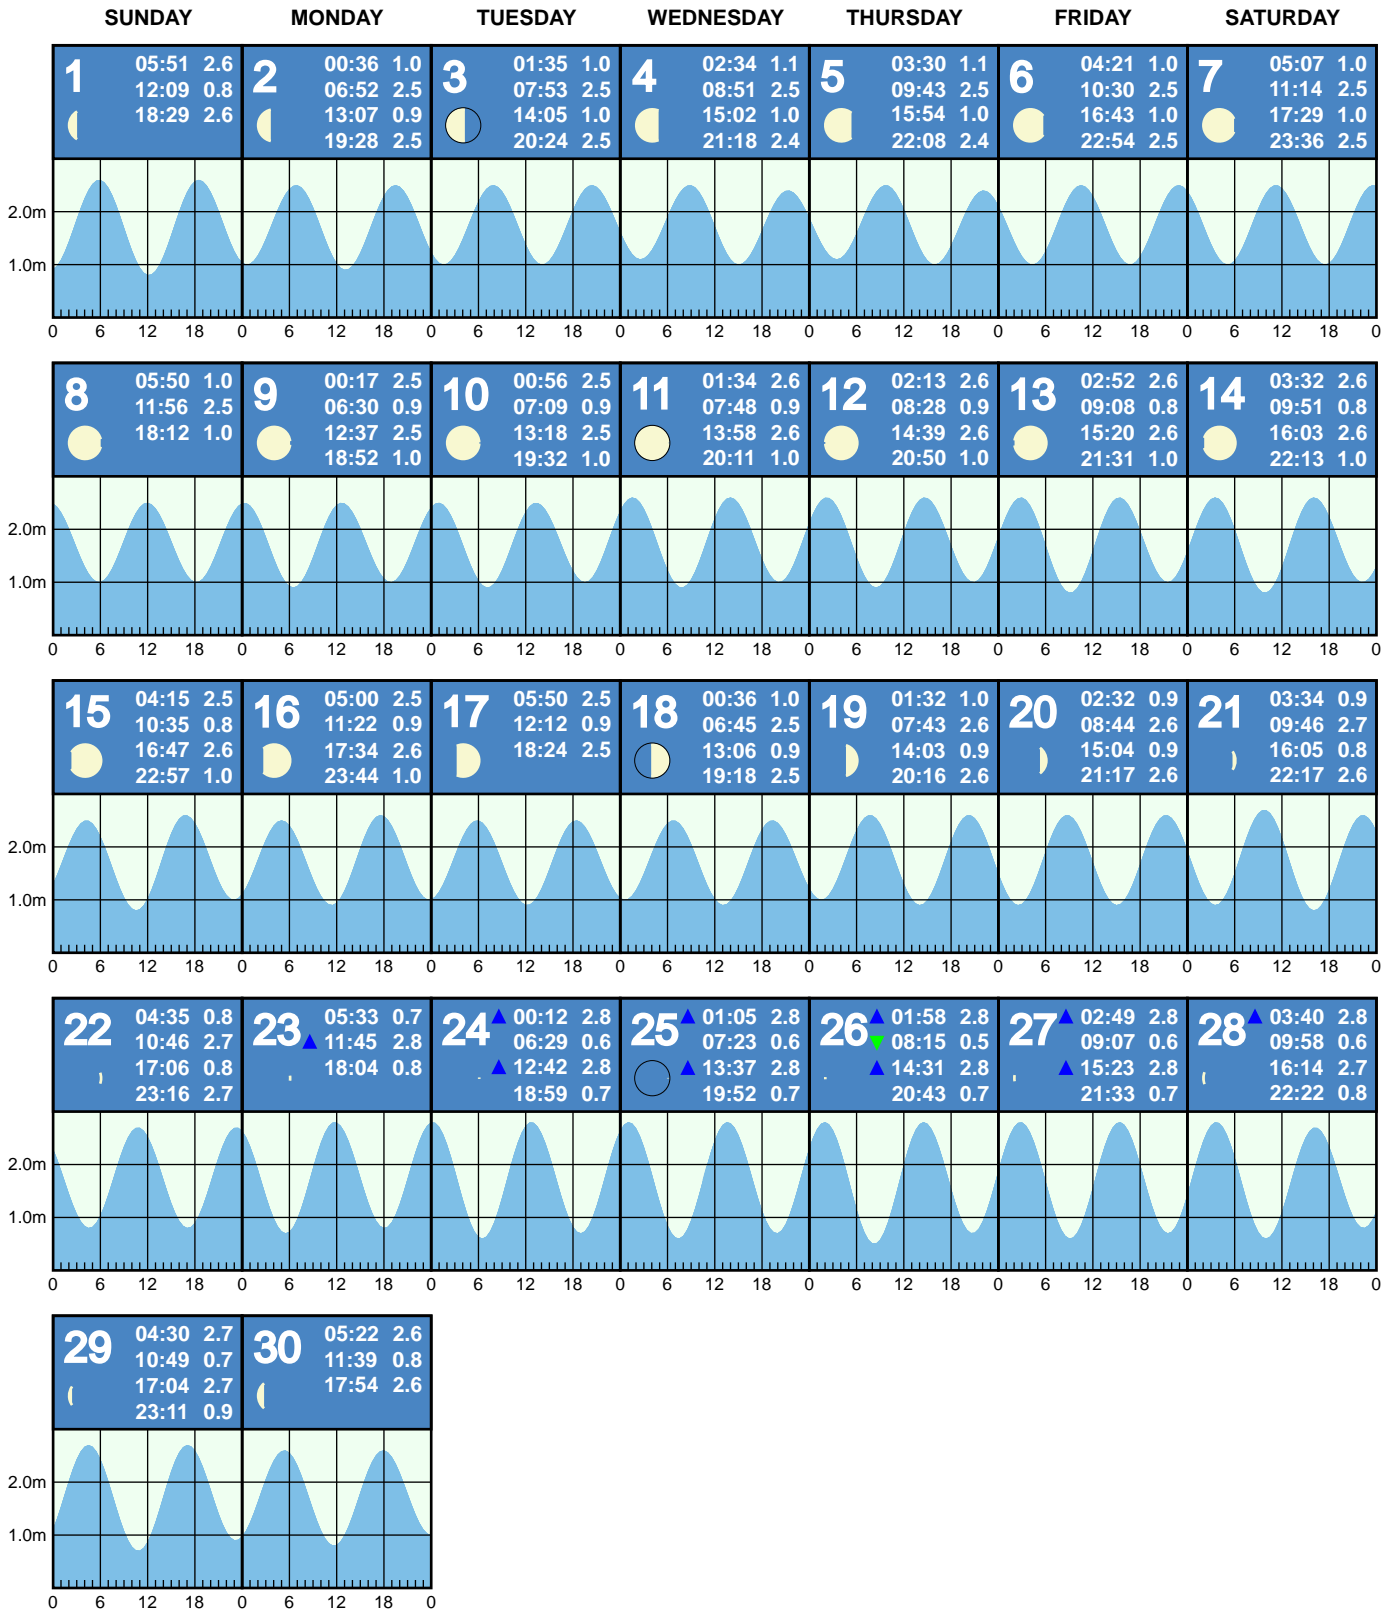 SUNDAY MONDAY TUESDAY WEDNESDAY THURSDAY FRIDAY SATURDAY
1 05:51 2.6
12:09 0.8
18:29 2.6
2 00:36 1.0
06:52 2.5
13:07 0.9
19:28 2.5
3 01:35 1.0
07:53 2.5
14:05 1.0
20:24 2.5
4 02:34 1.1
08:51 2.5
15:02 1.0
21:18 2.4
5 03:30 1.1
09:43 2.5
15:54 1.0
22:08 2.4
6 04:21 1.0
10:30 2.5
16:43 1.0
22:54 2.5
7 05:07 1.0
11:14 2.5
17:29 1.0
23:36 2.5
2.0m
1.0m
0 6 12 18 0 6 12 18 0 6 12 18 0 6 12 18 0 6 12 18 0 6 12 18 0 6 12 18 0
8 05:50 1.0
11:56 2.5
18:12 1.0
9 00:17 2.5
06:30 0.9
12:37 2.5
18:52 1.0
10 00:56 2.5
07:09 0.9
13:18 2.5
19:32 1.0
11 01:34 2.6
07:48 0.9
13:58 2.6
20:11 1.0
12 02:13 2.6
08:28 0.9
14:39 2.6
20:50 1.0
13 02:52 2.6
09:08 0.8
15:20 2.6
21:31 1.0
14 03:32 2.6
09:51 0.8
16:03 2.6
22:13 1.0
2.0m
1.0m
0 6 12 18 0 6 12 18 0 6 12 18 0 6 12 18 0 6 12 18 0 6 12 18 0 6 12 18 0
15 04:15 2.5
10:35 0.8
16:47 2.6
22:57 1.0
16 05:00 2.5
11:22 0.9
17:34 2.6
23:44 1.0
17 05:50 2.5
12:12 0.9
18:24 2.5
18 00:36 1.0
06:45 2.5
13:06 0.9
19:18 2.5
19 01:32 1.0
07:43 2.6
14:03 0.9
20:16 2.6
20 02:32 0.9
08:44 2.6
15:04 0.9
21:17 2.6
21 03:34 0.9
09:46 2.7
16:05 0.8
22:17 2.6
2.0m
1.0m
0 6 12 18 0 6 12 18 0 6 12 18 0 6 12 18 0 6 12 18 0 6 12 18 0 6 12 18 0
22 04:35 0.8
10:46 2.7
17:06 0.8
23:16 2.7
23 05:33 0.7
11:45 2.8
18:04 0.8
24 00:12 2.8
06:29 0.6
12:42 2.8
18:59 0.7
25 01:05 2.8
07:23 0.6
13:37 2.8
19:52 0.7
26 01:58 2.8
08:15 0.5
14:31 2.8
20:43 0.7
27 02:49 2.8
09:07 0.6
15:23 2.8
21:33 0.7
28 03:40 2.8
09:58 0.6
16:14 2.7
22:22 0.8
2.0m
1.0m
0 6 12 18 0 6 12 18 0 6 12 18 0 6 12 18 0 6 12 18 0 6 12 18 0 6 12 18 0
29 04:30 2.7
10:49 0.7
17:04 2.7
23:11 0.9
30 05:22 2.6
11:39 0.8
17:54 2.6
2.0m
1.0m
0 6 12 18 0 6 12 18 0